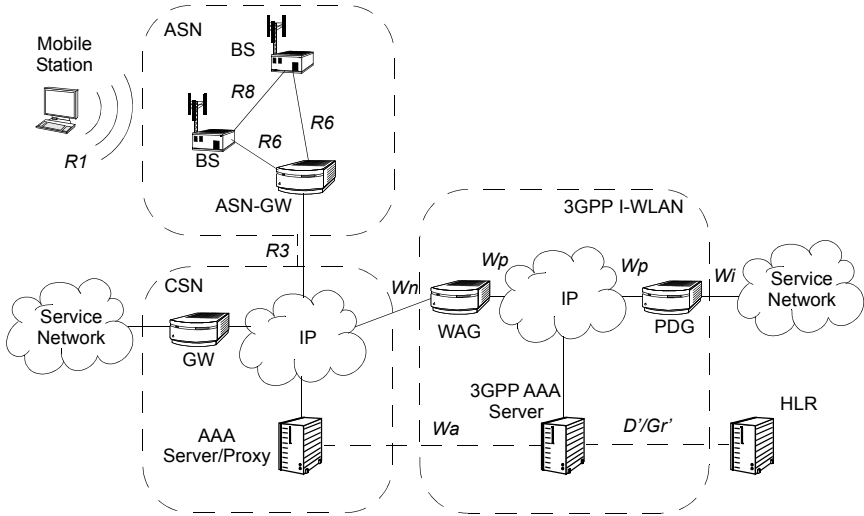 ASN
Mobile
Station
BS
R8
R6
R6
R1
BS
ASN-GW
3GPP I-WLAN
R3
CSN
Wn
Wp
Wp
Wi
Service
Network
IP
Service
Network
IP
WAG
PDG
GW
3GPP AAA
Server
HLR
AAA
Server/Proxy
Wa
D'/Gr'